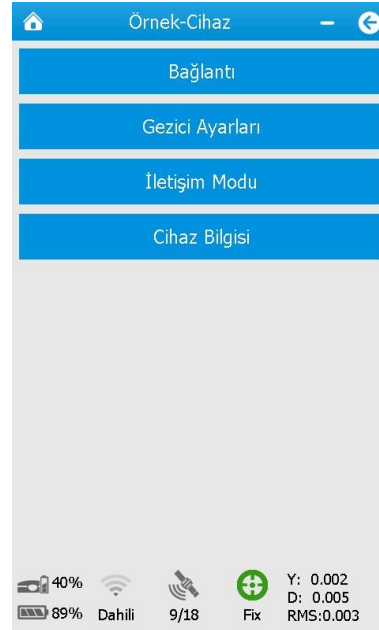 Örnek-Cihaz
Bağlantı
Gezici Ayarları
İletişim Modu
Cihaz Bilgisi
40%
89%
Dahili
9/18
Fix
Y: 0.002
D: 0.005
RMS:0.003